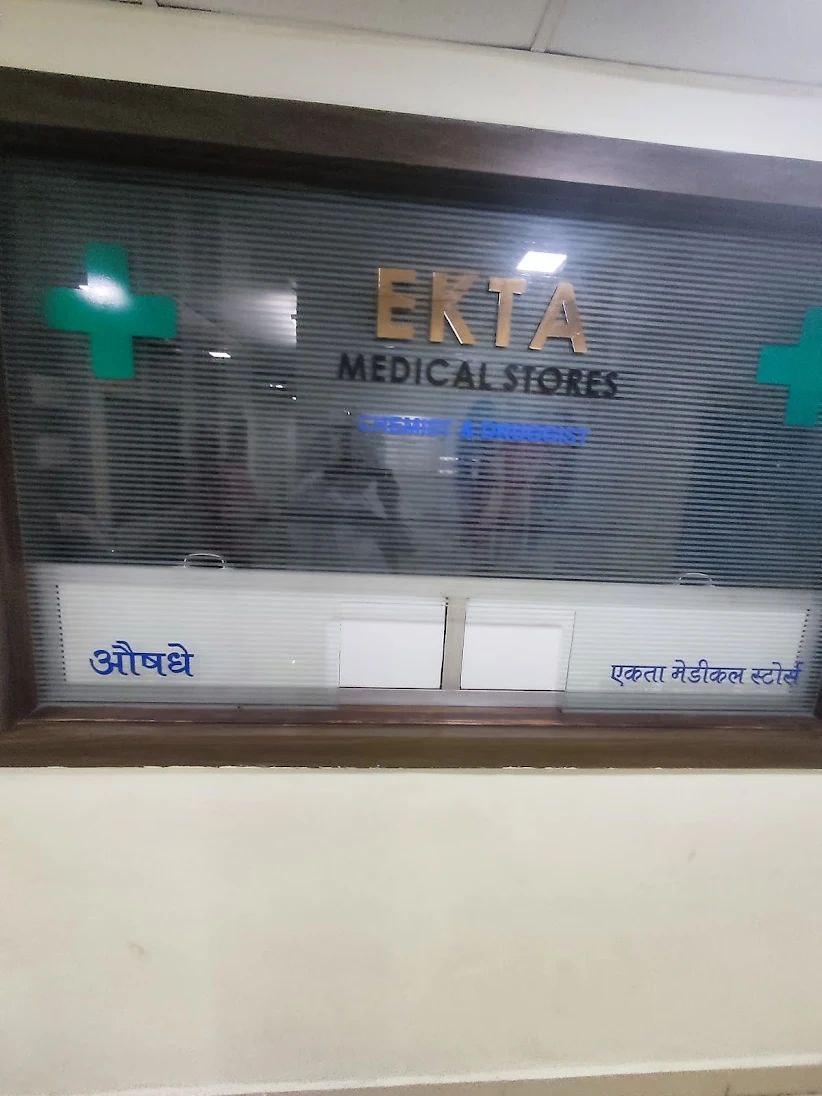 EKTA
MEDICAL STORES
CHEMIST & DRUGGIST
औषधे
एकता मेडीकल स्टोर्स